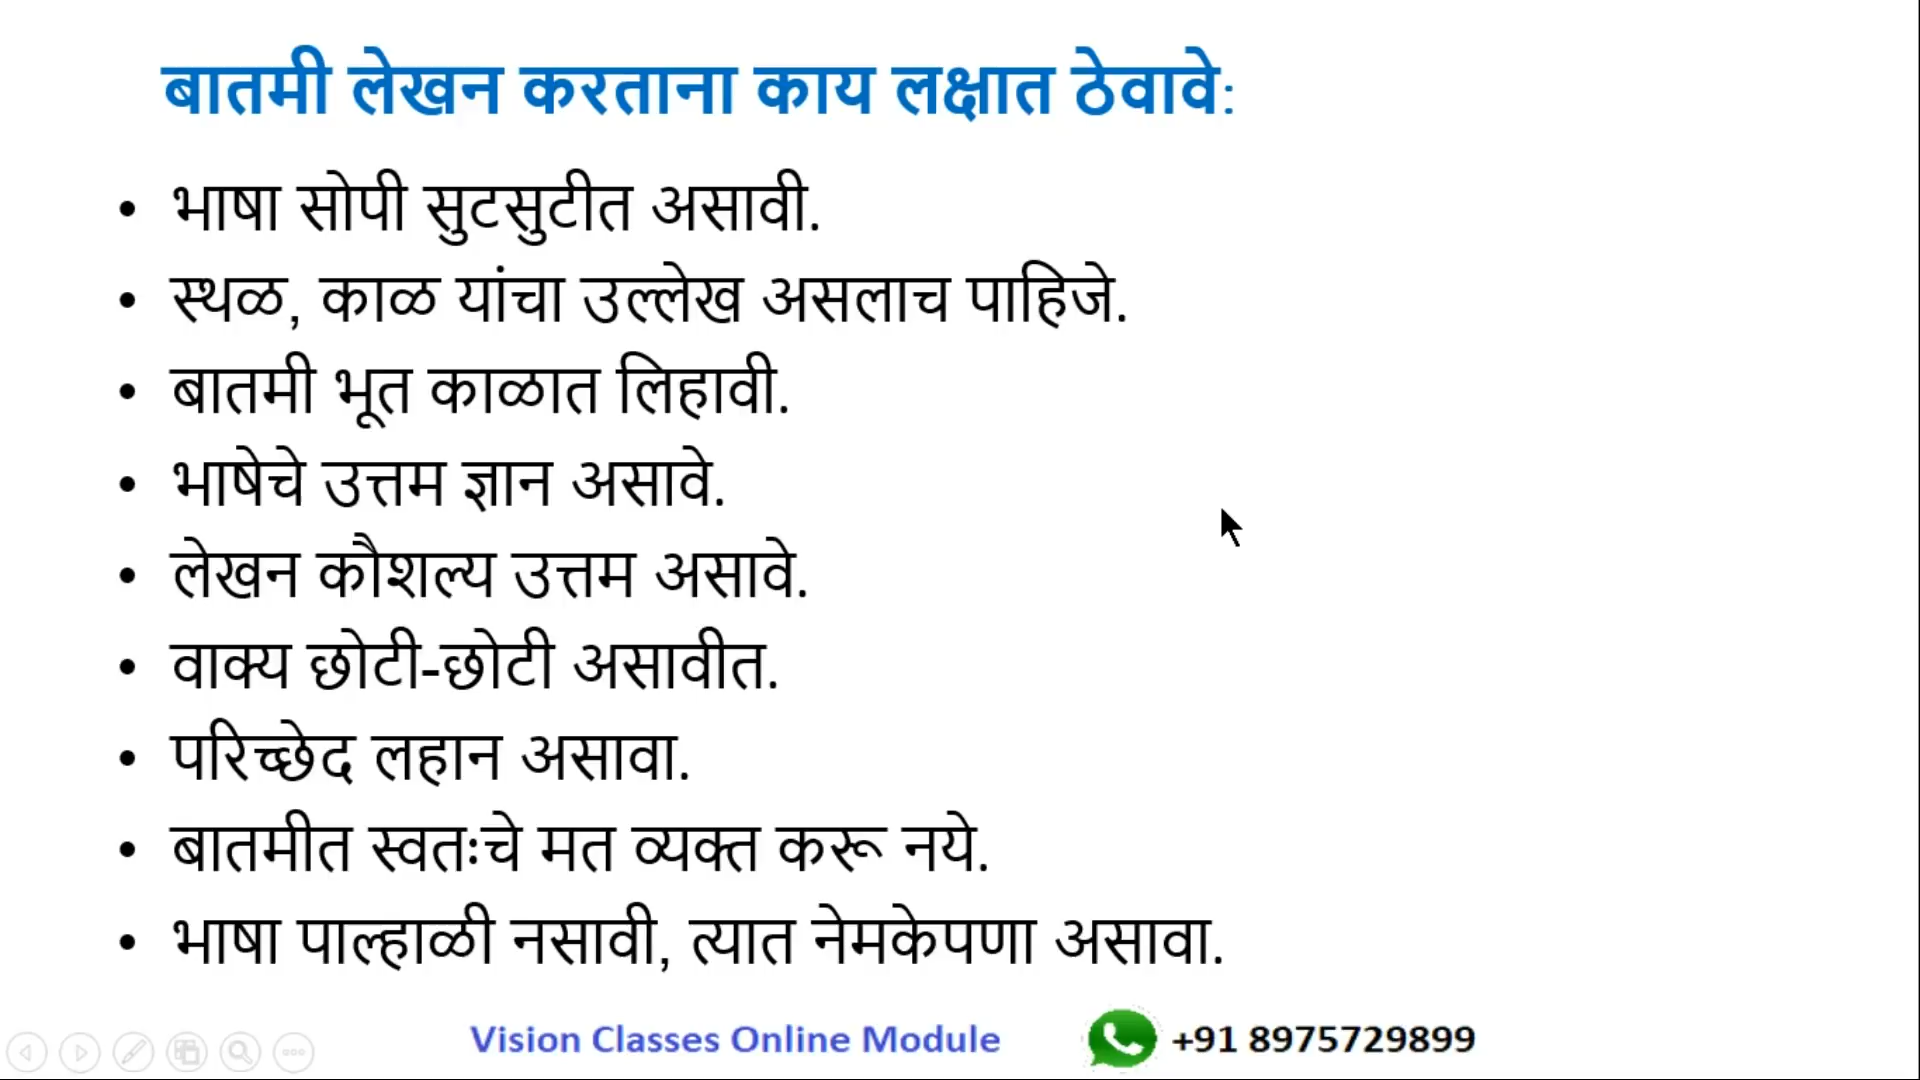 बातमी लेखन करताना काय लक्षात ठेवावे:
• भाषा सोपी सुटसुटीत असावी.
• स्थळ, काळ यांचा उल्लेख असलाच पाहिजे.
• बातमी भूत काळात लिहावी.
• भाषेचे उत्तम ज्ञान असावे.
• लेखन कौशल्य उत्तम असावे.
• वाक्य छोटी-छोटी असावीत.
• परिच्छेद लहान असावा.
• बातमीत स्वतःचे मत व्यक्त करू नये.
• भाषा पाल्हाळी नसावी, त्यात नेमकेपणा असावा.
Vision Classes Online Module +91 8975729899